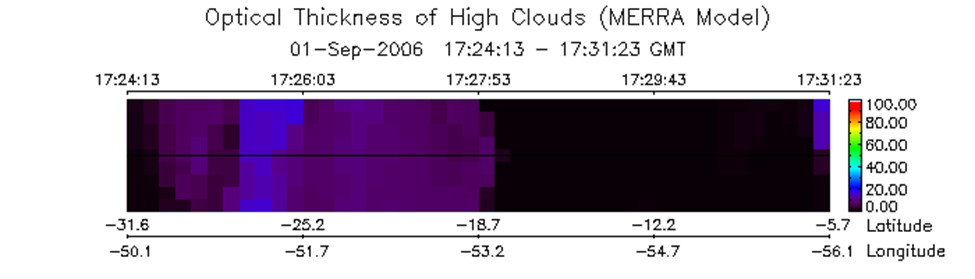 Optical Thickness of High Clouds (MERRA Model)
01-Sep-2006 17:24:13 - 17:31:23 GMT
17:24:13 17:26:03 17:27:53 17:29:43 17:31:23
100.00
80.00
60.00
40.00
20.00
0.00
-31.6 -25.2 -18.7 -12.2 -5.7 Latitude
-50.1 -51.7 -53.2 -54.7 -56.1 Longitude